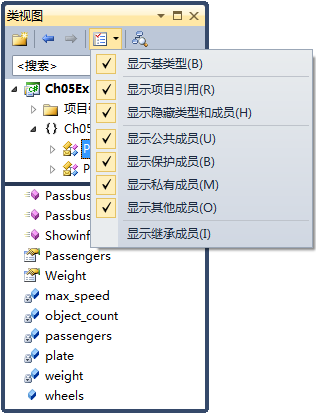 类视图
<搜索>
Ch05Ex
显示基类型(B)
项目引
显示项目引用(R)
显示隐藏类型和成员(H)
{} Ch05
显示公共成员(U)
P
显示保护成员(B)
P
显示私有成员(M)
显示其他成员(O)
显示继承成员(I)
Passbus
Passbus
Showinf
Passengers
Weight
max_speed
object_count
passengers
plate
weight
wheels